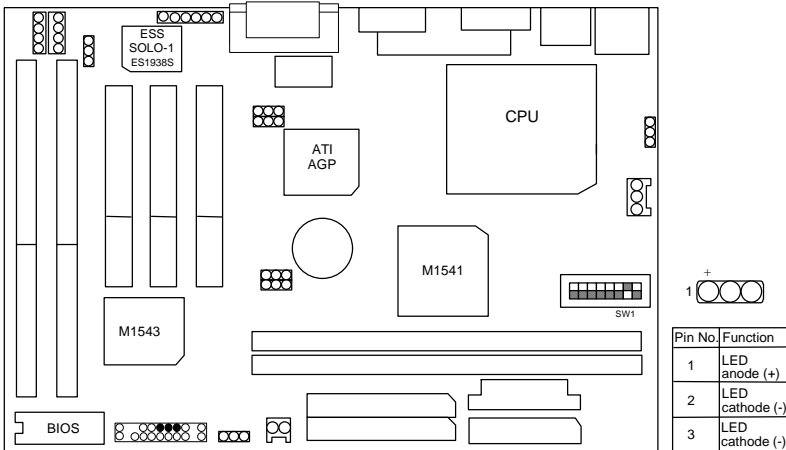 ESS
SOLO-1
ES1938S
CPU
ATI
AGP
M1541
+
1
SW1
M1543
Pin No. Function
1 LED anode (+)
2 LED cathode (-)
3 LED cathode (-)
BIOS